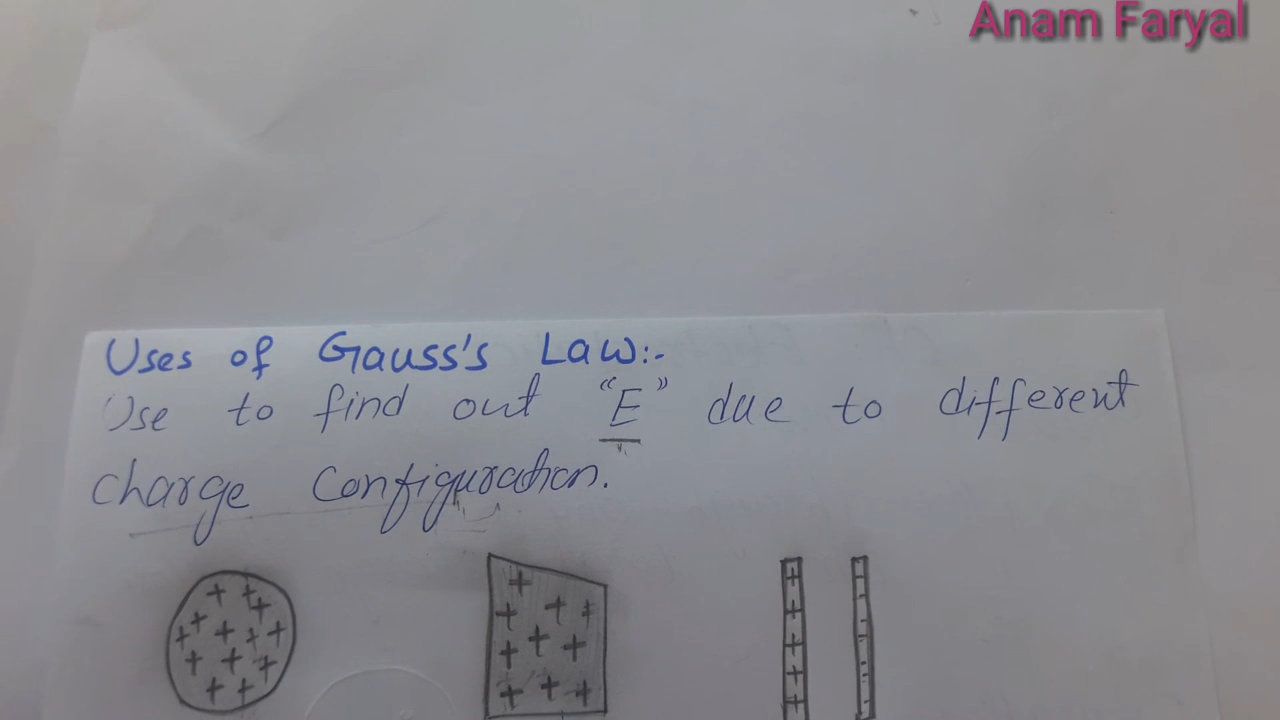 Anam Faryal
Uses of Gauss's Law:-
Use to find out "E" due to different
charge configuration.